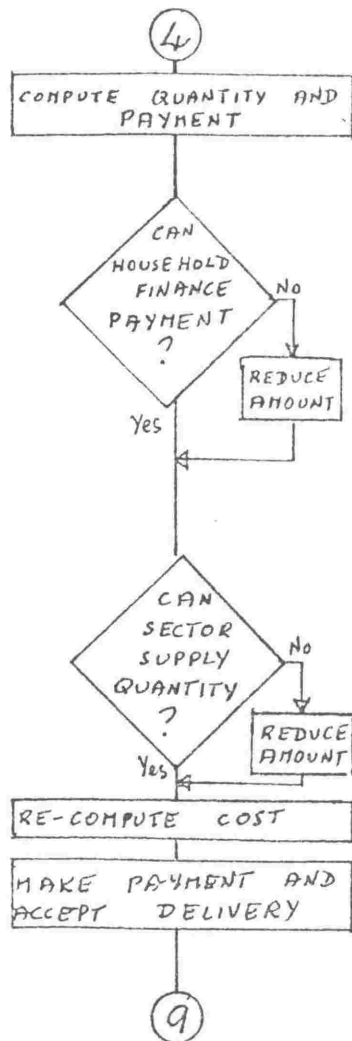 4
COMPUTE QUANTITY AND
PAYMENT
CAN
HOUSEHOLD
FINANCE
PAYMENT
?
No
REDUCE
AMOUNT
Yes
CAN
SECTOR
SUPPLY
QUANTITY
?
No
REDUCE
AMOUNT
Yes
RE-COMPUTE COST
MAKE PAYMENT AND
ACCEPT DELIVERY
9